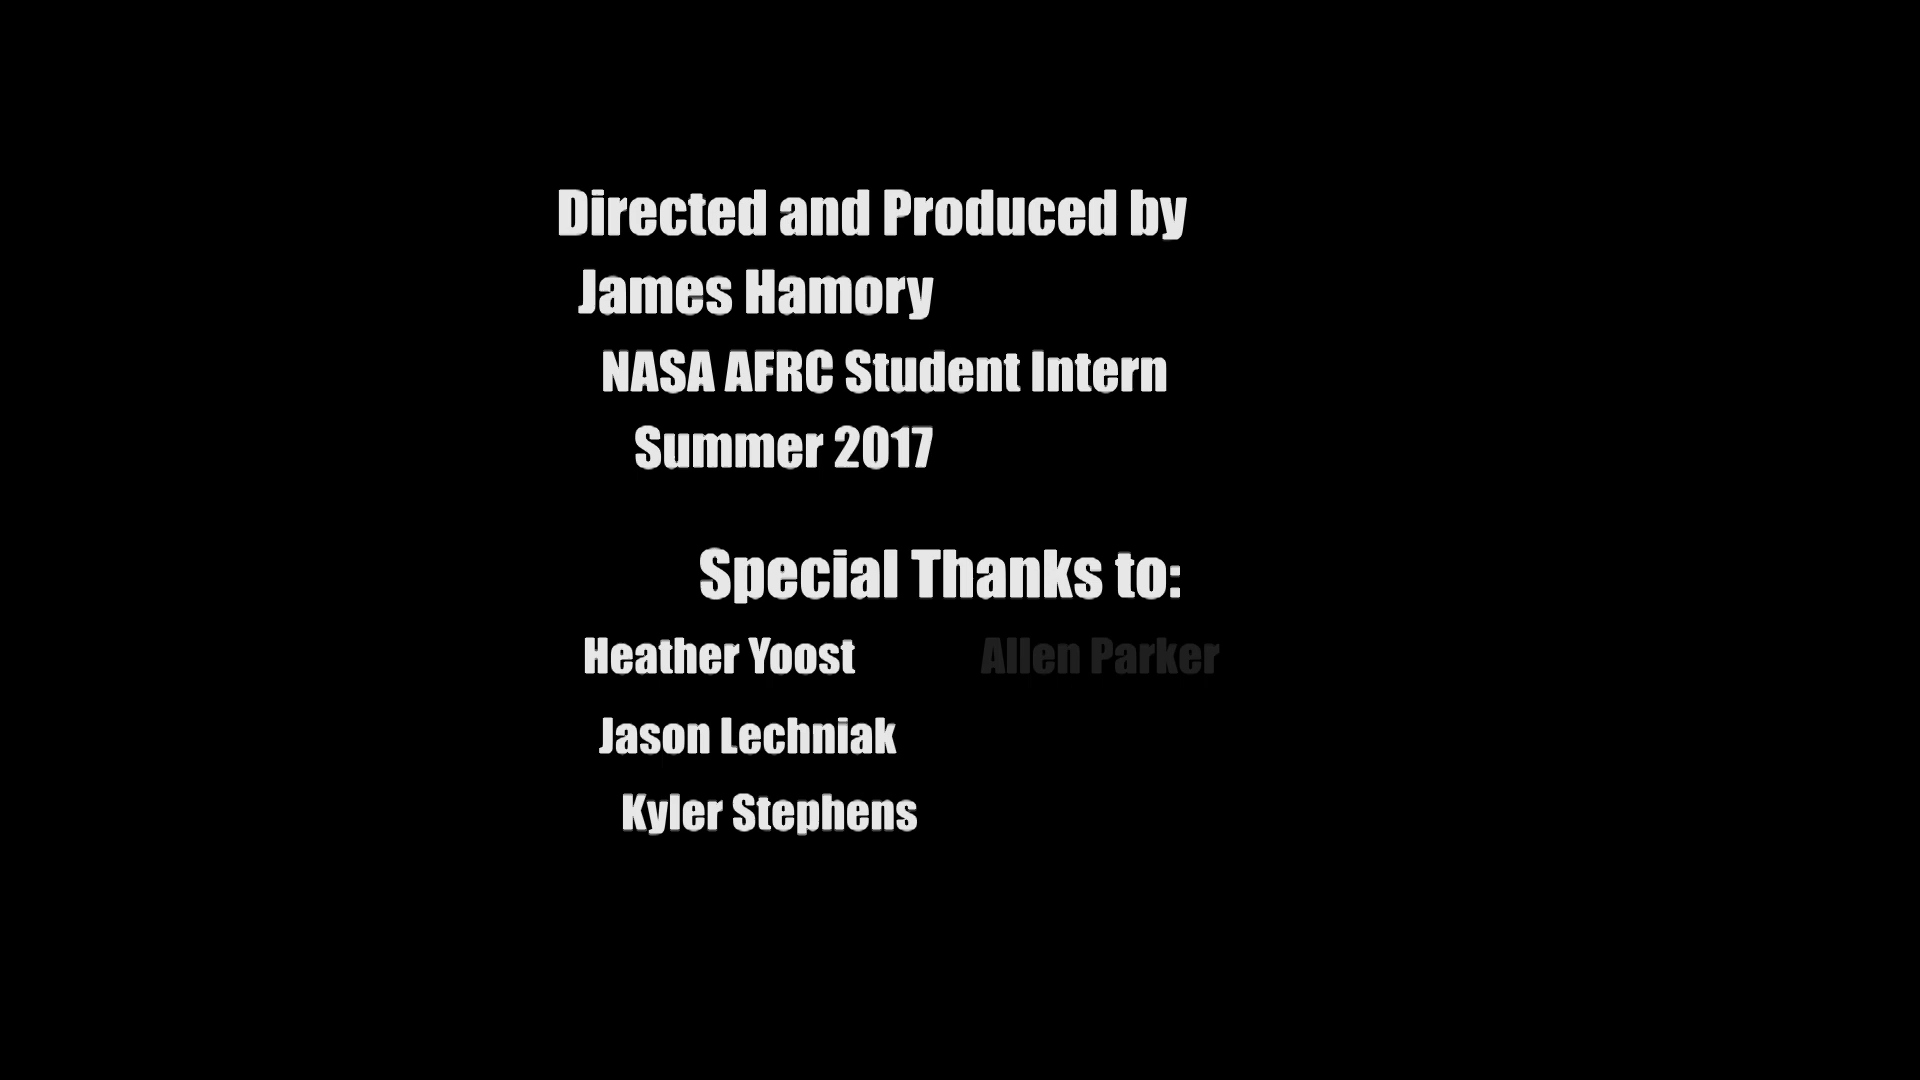 Directed and Produced by
James Hamory
NASA AFRC Student Intern
Summer 2017
Special Thanks to:
Heather Yoost
Allen Parker
Jason Lechniak
Kyler Stephens